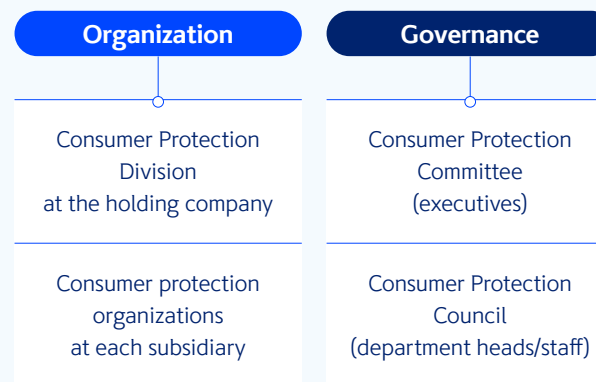 Organization
Consumer Protection
Division
at the holding company
Consumer protection
organizations
at each subsidiary
Governance
Consumer Protection
Committee
(executives)
Consumer Protection
Council
(department heads/staff)